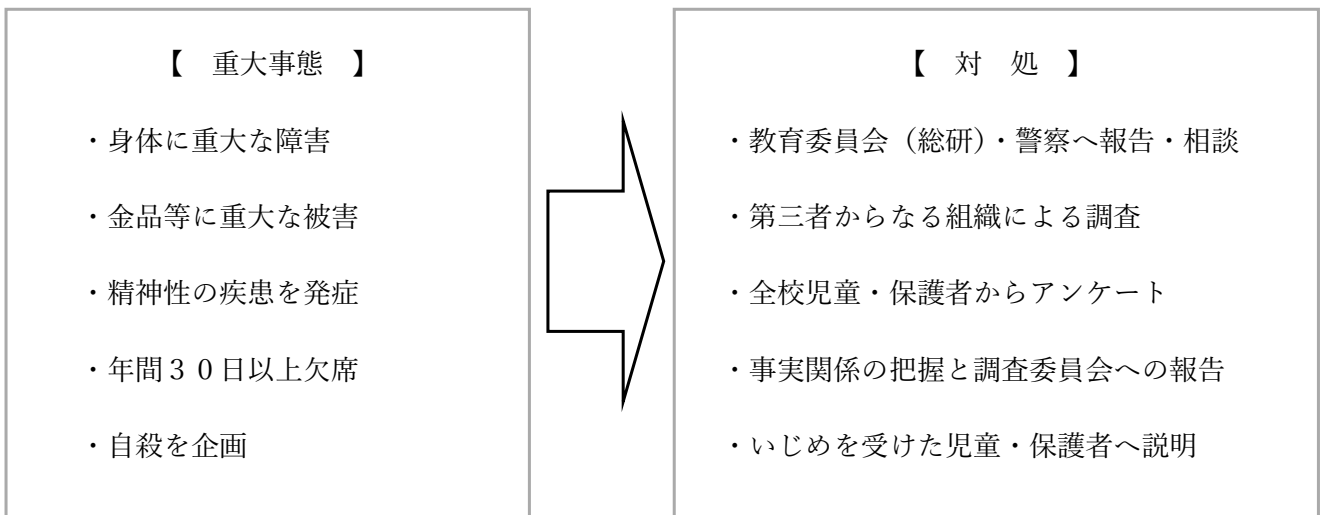 【　重大事態　】
・身体に重大な障害
・金品等に重大な被害
・精神性の疾患を発症
・年間３０日以上欠席
・自殺を企画
【　対　処　】
・教育委員会（総研）・警察へ報告・相談
・第三者からなる組織による調査
・全校児童・保護者からアンケート
・事実関係の把握と調査委員会への報告
・いじめを受けた児童・保護者へ説明